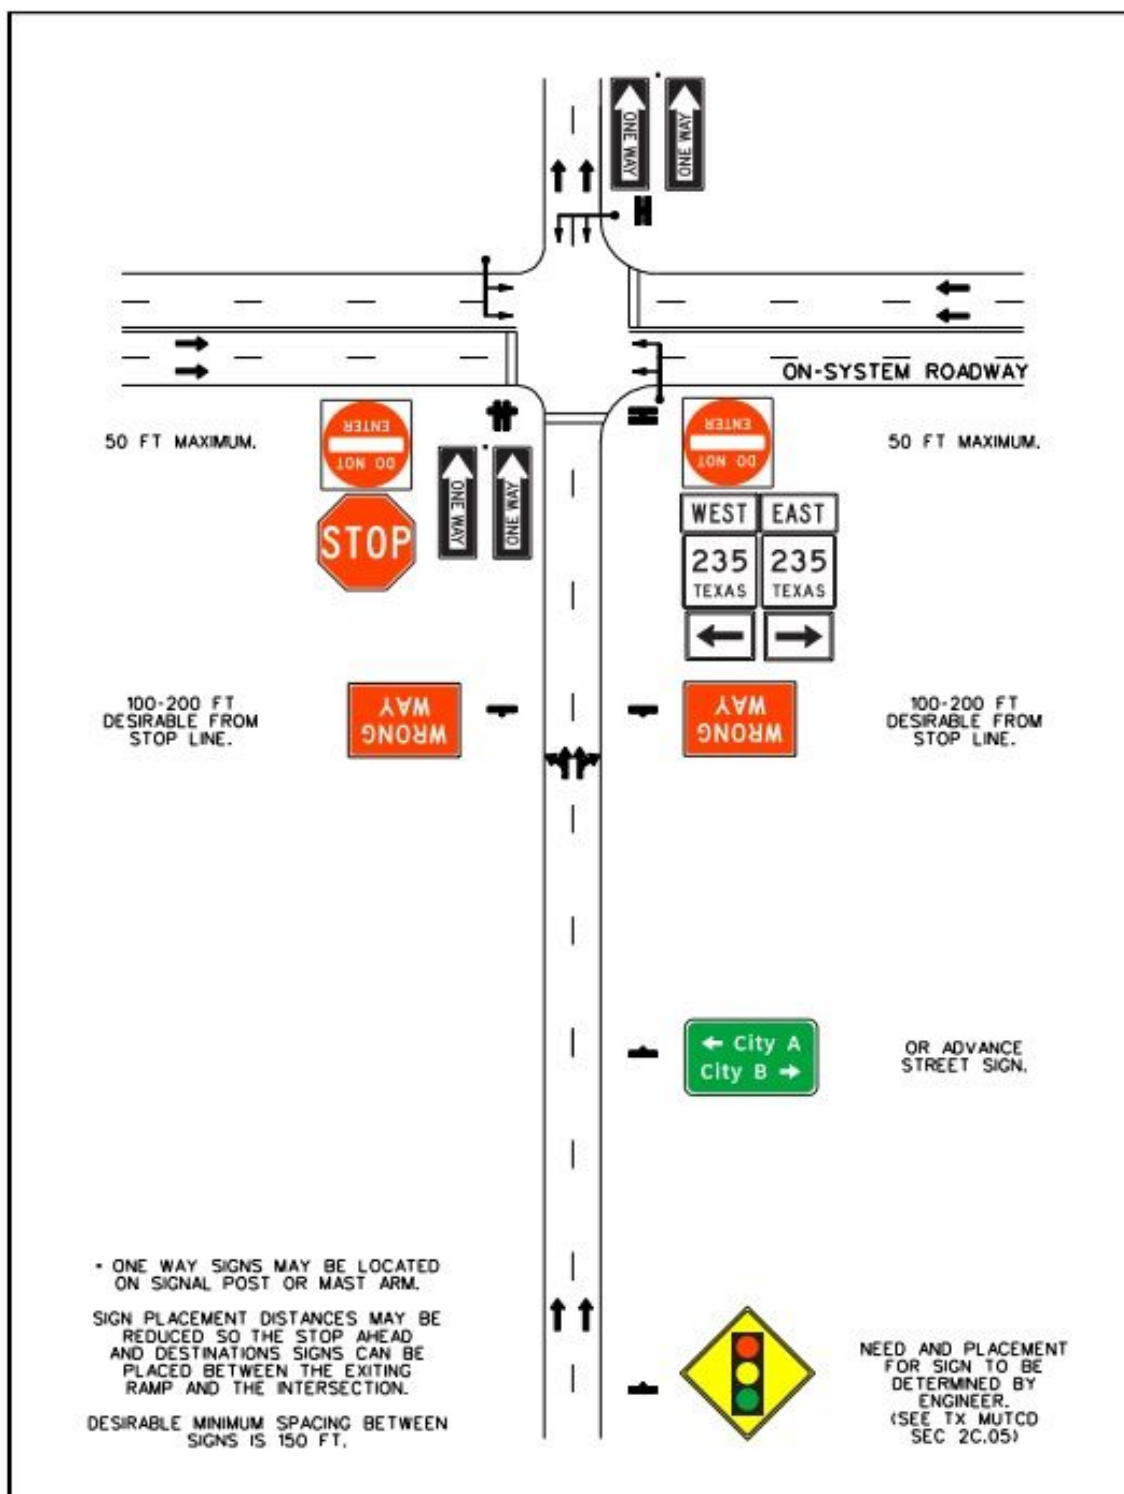 ONE WAY
ONE WAY
ON-SYSTEM ROADWAY
50 FT MAXIMUM.
DO NOT
ENTER
ONE WAY
ONE WAY
STOP
DO NOT
ENTER
50 FT MAXIMUM.
WEST
EAST
235
TEXAS
235
TEXAS
100-200 FT
DESIRABLE FROM
STOP LINE.
WRONG
WAY
WRONG
WAY
100-200 FT
DESIRABLE FROM
STOP LINE.
← City A
City B →
OR ADVANCE
STREET SIGN.
• ONE WAY SIGNS MAY BE LOCATED
ON SIGNAL POST OR MAST ARM.
SIGN PLACEMENT DISTANCES MAY BE
REDUCED SO THE STOP AHEAD
AND DESTINATIONS SIGNS CAN BE
PLACED BETWEEN THE EXITING
RAMP AND THE INTERSECTION.
DESIRABLE MINIMUM SPACING BETWEEN
SIGNS IS 150 FT.
NEED AND PLACEMENT
FOR SIGN TO BE
DETERMINED BY
ENGINEER.
(SEE TX MUTCD
SEC 2C.05)